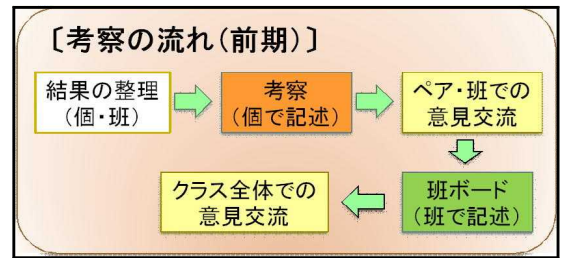 〔考察の流れ(前期)〕
結果の整理
(個・班)
考察
(個で記述)
ペア・班での
意見交流
班ボード
(班で記述)
クラス全体での
意見交流